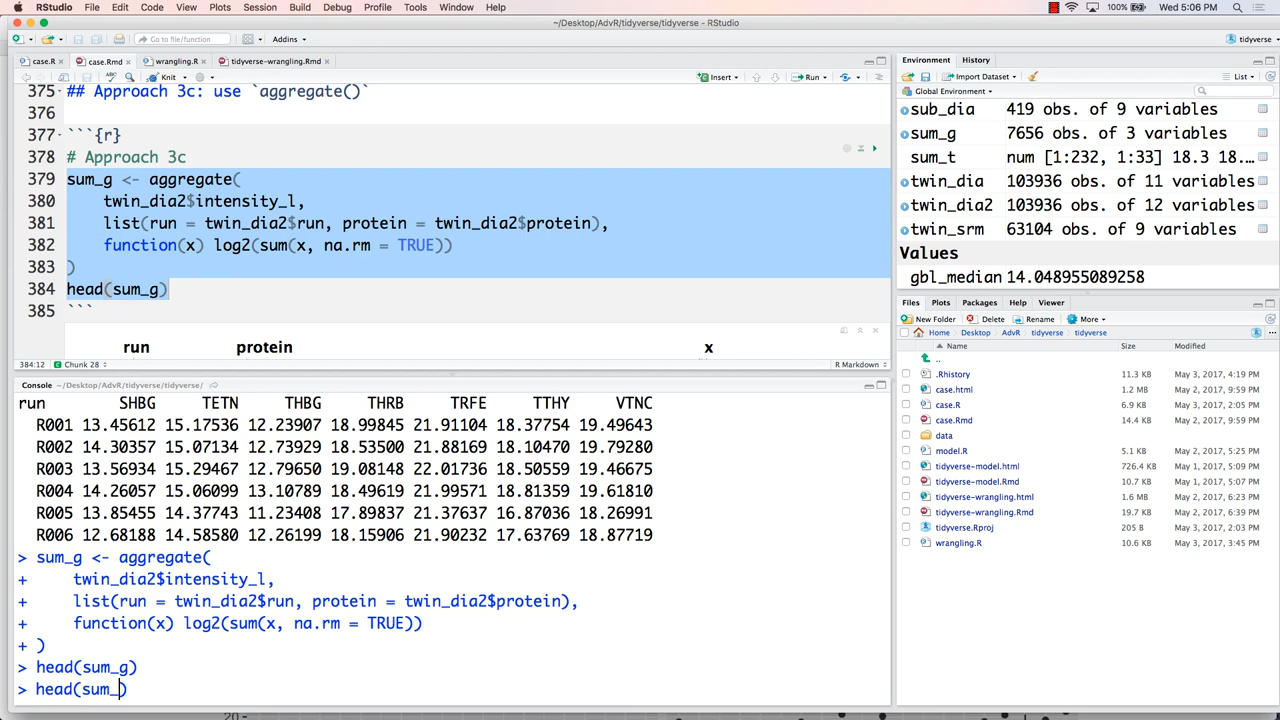 RStudio File Edit Code View Plots Session Build Debug Profile Tools Window Help 100% Wed 5:06 PM
~/Desktop/AdvR/tidyverse/tidyverse - RStudio
Go to file/function Addins tidyverse
case.R case.Rmd wrangling.R tidyverse-wrangling.Rmd
Knit Insert Run
375 ## Approach 3c: use `aggregate()`
376
377 ```{r}
378 # Approach 3c
379 sum_g <- aggregate(
380 twin_dia2$intensity_l,
381 list(run = twin_dia2$run, protein = twin_dia2$protein),
382 function(x) log2(sum(x, na.rm = TRUE))
383 )
384 head(sum_g)
385 ```
run protein x
384:12 Chunk 28 R Markdown
Console ~/Desktop/AdvR/tidyverse/tidyverse/
run SHBG TETN THBG THRB TRFE TTHY VTNC
R001 13.45612 15.17536 12.23907 18.99845 21.91104 18.37754 19.49643
R002 14.30357 15.07134 12.73929 18.53500 21.88169 18.10470 19.79280
R003 13.56934 15.29467 12.79650 19.08148 22.01736 18.50559 19.46675
R004 14.26057 15.06099 13.10789 18.49619 21.99571 18.81359 19.61810
R005 13.85455 14.37743 11.23408 17.89837 21.37637 16.87036 18.26991
R006 12.68188 14.58580 12.26199 18.15906 21.90232 17.63769 18.87719
> sum_g <- aggregate(
+ twin_dia2$intensity_l,
+ list(run = twin_dia2$run, protein = twin_dia2$protein),
+ function(x) log2(sum(x, na.rm = TRUE))
+ )
> head(sum_g)
> head(sum_)
20
Environment History
Import Dataset List
Global Environment
sub_dia 419 obs. of 9 variables
sum_g 7656 obs. of 3 variables
sum_t num [1:232, 1:33] 18.3 18.…
twin_dia 103936 obs. of 11 variables
twin_dia2 103936 obs. of 12 variables
twin_srm 63104 obs. of 9 variables
Values
gbl_median 14.048955089258
Files Plots Packages Help Viewer
New Folder Delete Rename More
Home Desktop AdvR tidyverse tidyverse
Name Size Modified
..
.Rhistory 11.3 KB May 3, 2017, 4:19 PM
case.html 1.2 MB May 2, 2017, 9:59 PM
case.R 6.9 KB May 3, 2017, 2:05 PM
case.Rmd 14.4 KB May 2, 2017, 9:59 PM
data
model.R 5.1 KB May 2, 2017, 5:25 PM
tidyverse-model.html 726.4 KB May 1, 2017, 5:09 PM
tidyverse-model.Rmd 10.7 KB May 1, 2017, 5:07 PM
tidyverse-wrangling.html 1.6 MB May 2, 2017, 6:23 PM
tidyverse-wrangling.Rmd 19.7 KB May 2, 2017, 6:39 PM
tidyverse.Rproj 205 B May 3, 2017, 2:03 PM
wrangling.R 10.6 KB May 3, 2017, 3:45 PM